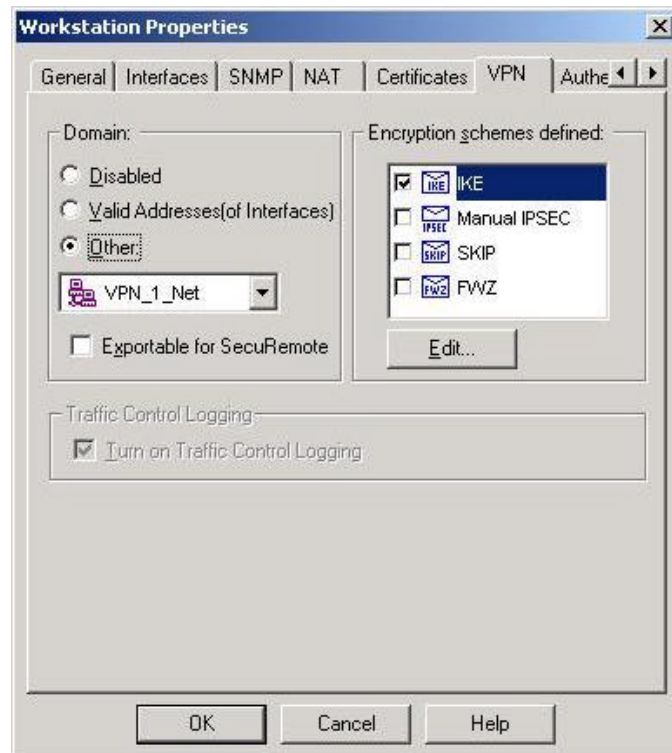 Workstation Properties
General Interfaces SNMP NAT Certificates VPN Authe
Domain:
Disabled
Valid Addresses(of Interfaces)
Other:
VPN_1_Net
Exportable for SecuRemote
Encryption schemes defined:
IKE IKE
IPSEC Manual IPSEC
SKIP SKIP
FWZ FWZ
Edit...
Traffic Control Logging
Turn on Traffic Control Logging
OK Cancel Help